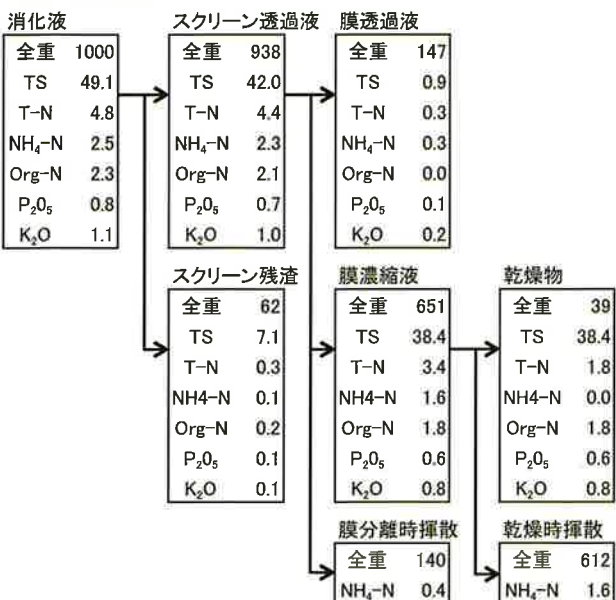 消化液
全重 1000
TS 49.1
T-N 4.8
NH₄-N 2.5
Org-N 2.3
P₂O₅ 0.8
K₂O 1.1
スクリーン透過液
全重 938
TS 42.0
T-N 4.4
NH₄-N 2.3
Org-N 2.1
P₂O₅ 0.7
K₂O 1.0
膜透過液
全重 147
TS 0.9
T-N 0.3
NH₄-N 0.3
Org-N 0.0
P₂O₅ 0.1
K₂O 0.2
スクリーン残渣
全重 62
TS 7.1
T-N 0.3
NH4-N 0.1
Org-N 0.2
P₂O₅ 0.1
K₂O 0.1
膜濃縮液
全重 651
TS 38.4
T-N 3.4
NH4-N 1.6
Org-N 1.8
P₂O₅ 0.6
K₂O 0.8
乾燥物
全重 39
TS 38.4
T-N 1.8
NH4-N 0.0
Org-N 1.8
P₂O₅ 0.6
K₂O 0.8
膜分離時揮散
全重 140
NH₄-N 0.4
乾燥時揮散
全重 612
NH₄-N 1.6